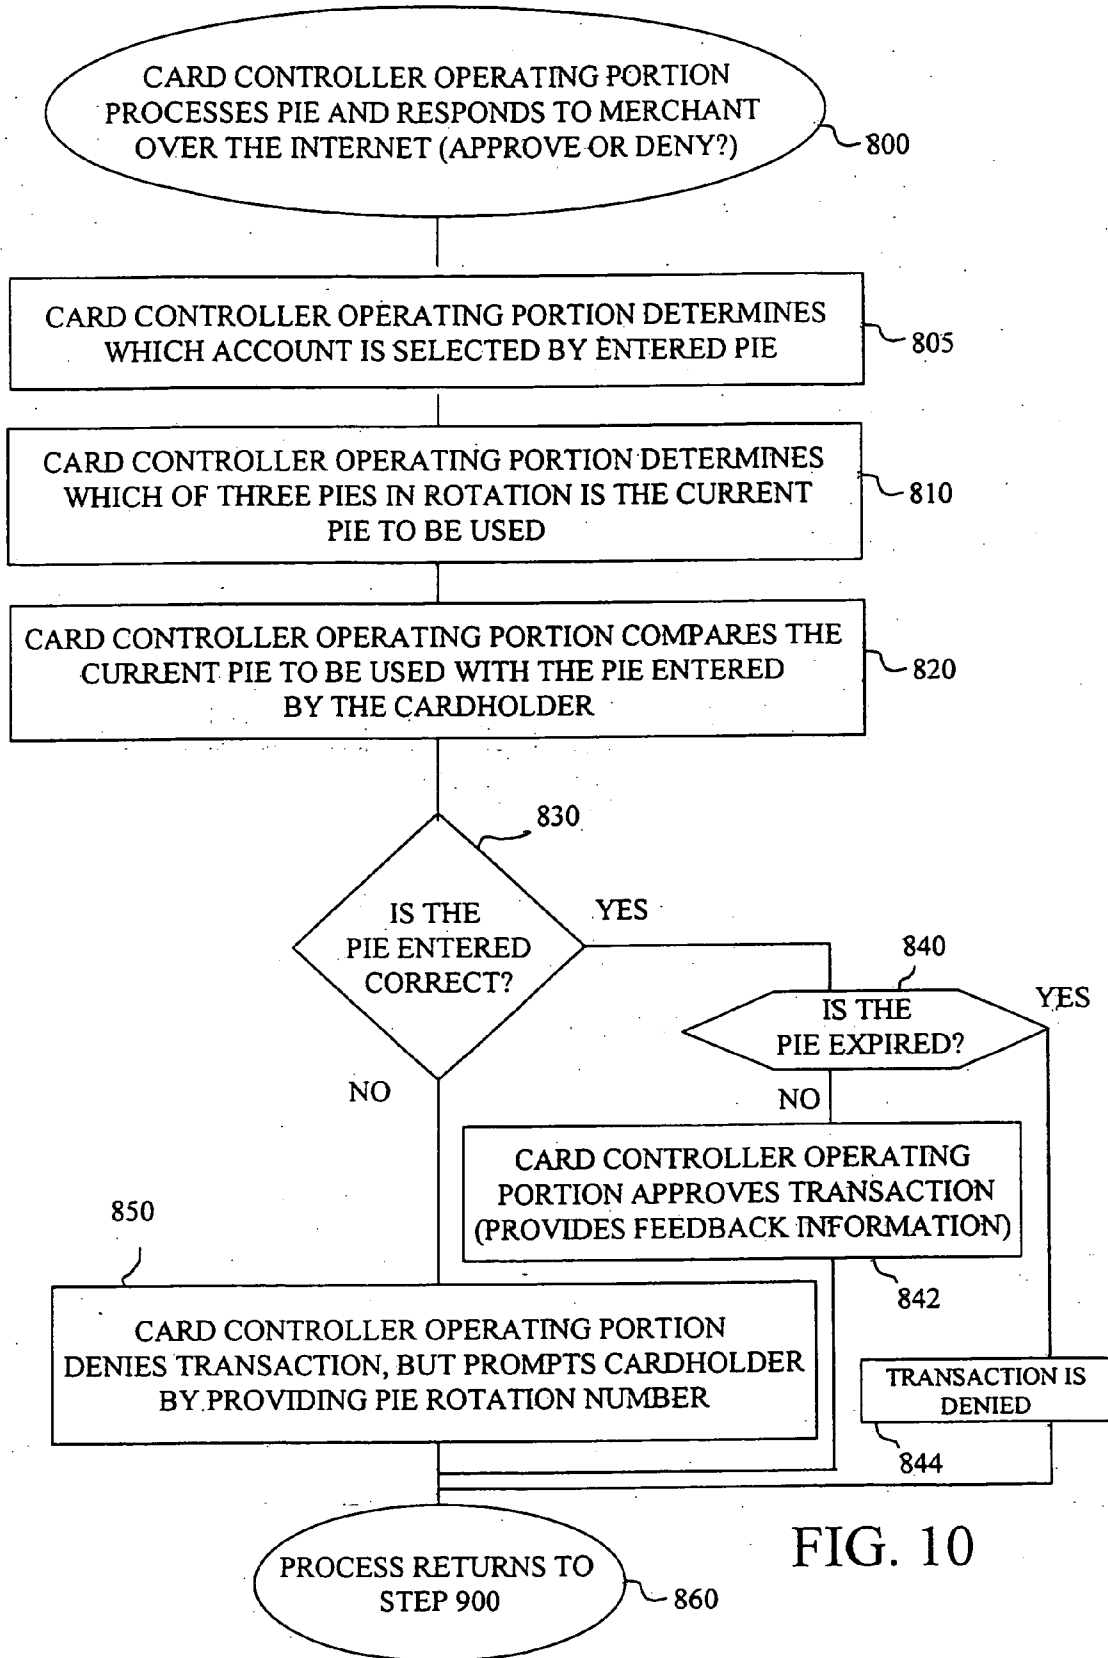 CARD CONTROLLER OPERATING PORTION
PROCESSES PIE AND RESPONDS TO MERCHANT
OVER THE INTERNET (APPROVE OR DENY?)
800
CARD CONTROLLER OPERATING PORTION DETERMINES
WHICH ACCOUNT IS SELECTED BY ENTERED PIE
805
CARD CONTROLLER OPERATING PORTION DETERMINES
WHICH OF THREE PIES IN ROTATION IS THE CURRENT
PIE TO BE USED
810
CARD CONTROLLER OPERATING PORTION COMPARES THE
CURRENT PIE TO BE USED WITH THE PIE ENTERED
BY THE CARDHOLDER
820
830
IS THE
PIE ENTERED
CORRECT?
YES
840
IS THE
PIE EXPIRED?
YES
NO
NO
CARD CONTROLLER OPERATING
PORTION APPROVES TRANSACTION
(PROVIDES FEEDBACK INFORMATION)
842
850
CARD CONTROLLER OPERATING PORTION
DENIES TRANSACTION, BUT PROMPTS CARDHOLDER
BY PROVIDING PIE ROTATION NUMBER
TRANSACTION IS
DENIED
844
PROCESS RETURNS TO
STEP 900
860
FIG. 10